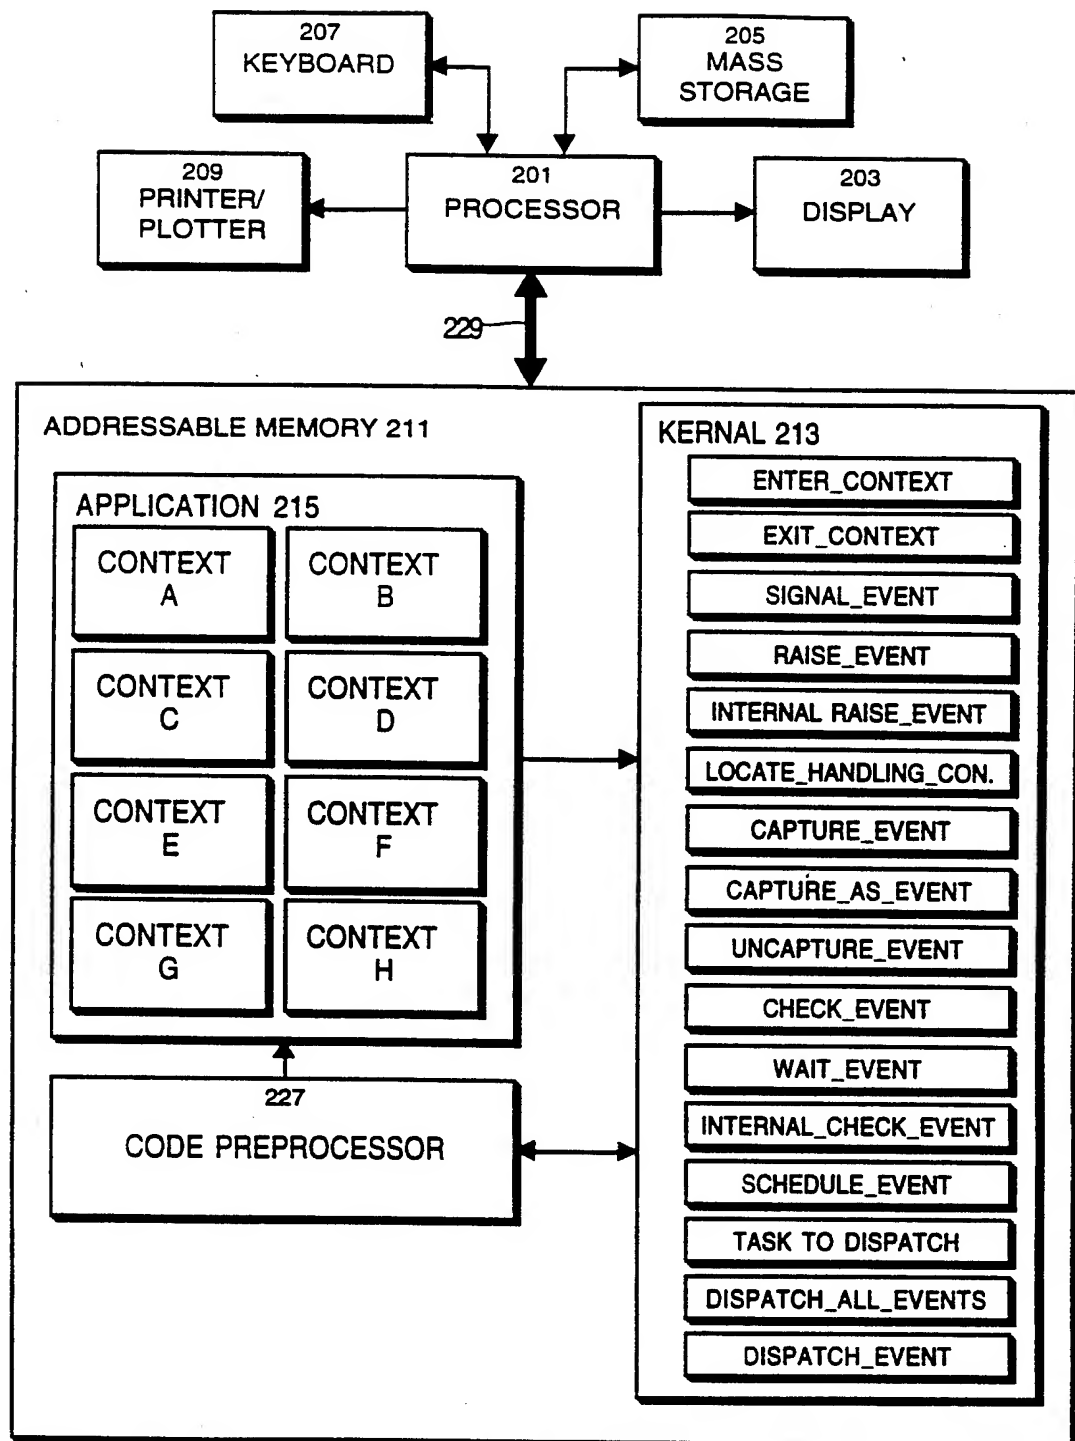 207
KEYBOARD
205
MASS
STORAGE
209
PRINTER/
PLOTTER
201
PROCESSOR
203
DISPLAY
229
ADDRESSABLE MEMORY 211
APPLICATION 215
CONTEXT
A
CONTEXT
B
CONTEXT
C
CONTEXT
D
CONTEXT
E
CONTEXT
F
CONTEXT
G
CONTEXT
H
227
CODE PREPROCESSOR
KERNAL 213
ENTER_CONTEXT
EXIT_CONTEXT
SIGNAL_EVENT
RAISE_EVENT
INTERNAL RAISE_EVENT
LOCATE_HANDLING_CON.
CAPTURE_EVENT
CAPTURE_AS_EVENT
UNCAPTURE_EVENT
CHECK_EVENT
WAIT_EVENT
INTERNAL_CHECK_EVENT
SCHEDULE_EVENT
TASK TO DISPATCH
DISPATCH_ALL_EVENTS
DISPATCH_EVENT